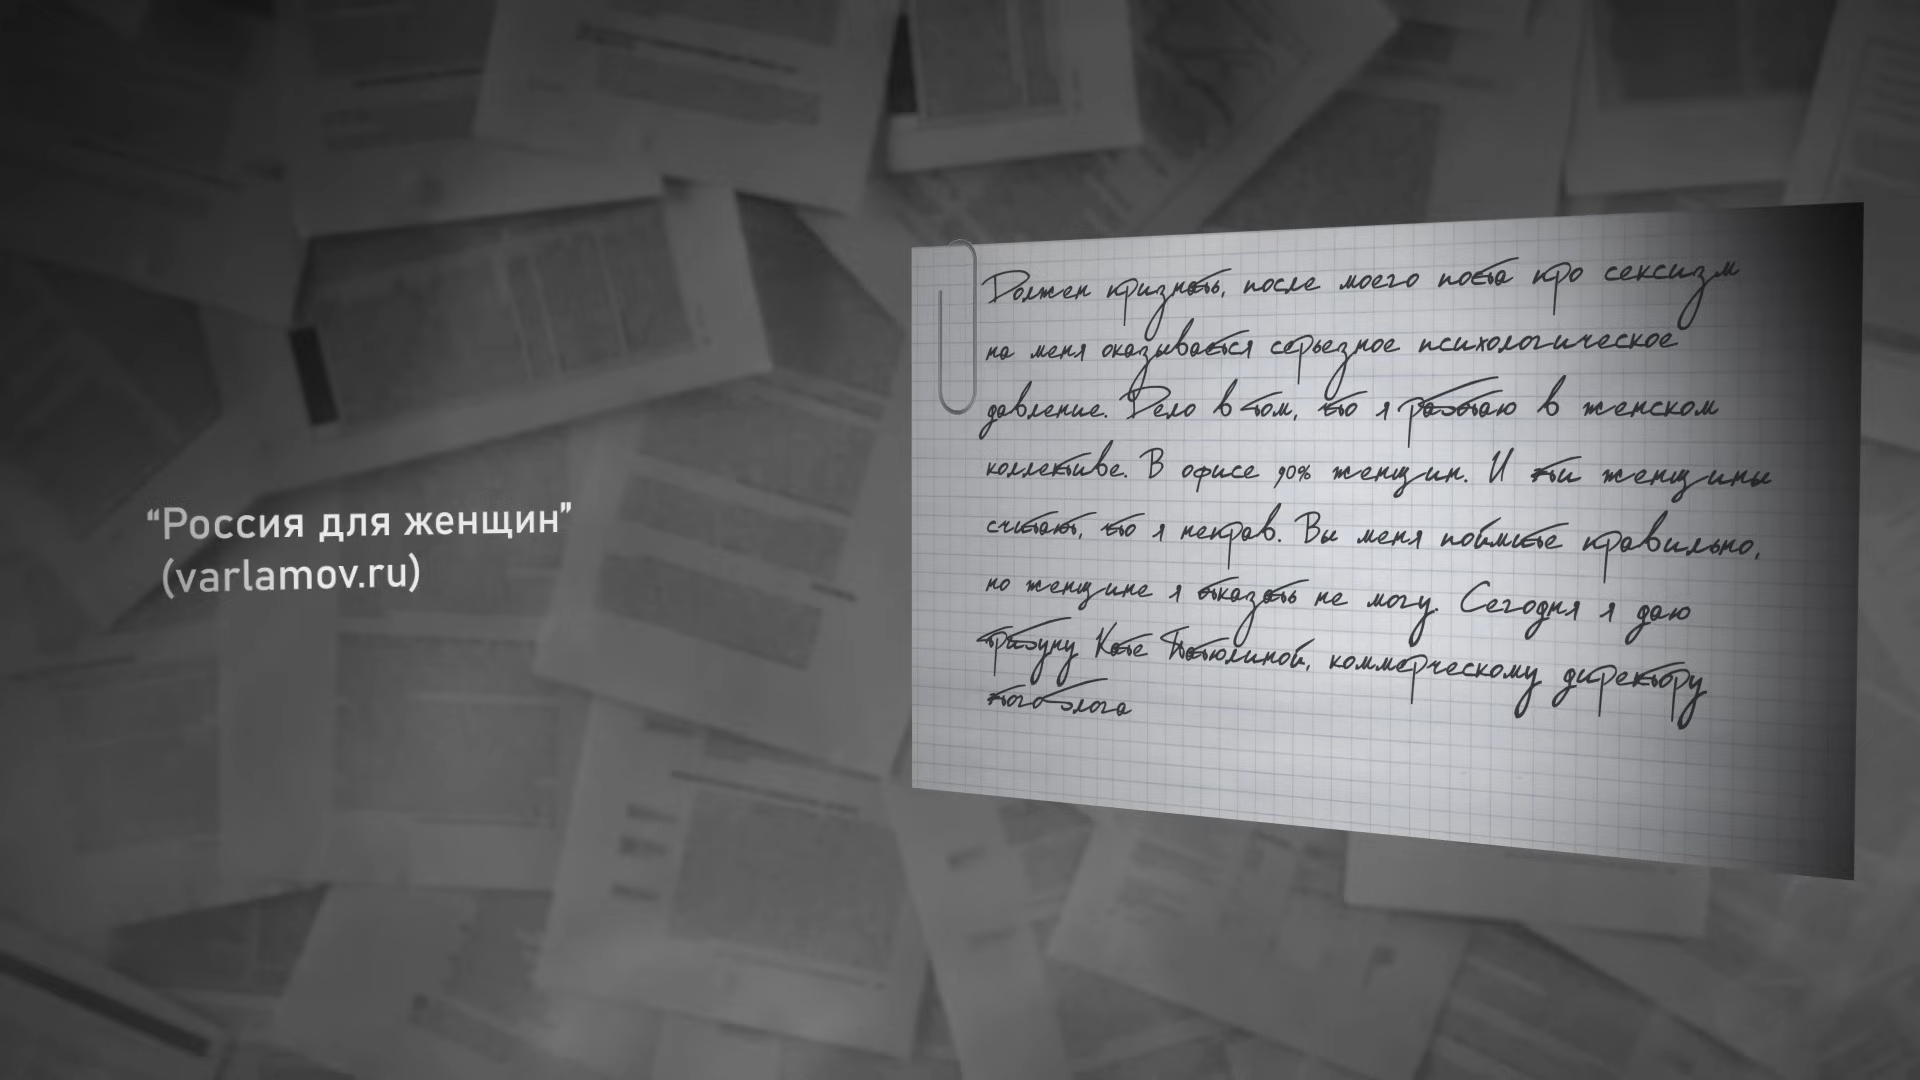 “Россия для женщин”
(varlamov.ru)
Должен признать, после моего поста про сексизм
на меня оказывается серьезное психологическое
давление. Дело в том, что я работаю в женском
коллективе. В офисе 90% женщин. И эти женщины
считают, что я неправ. Вы меня поймите правильно,
но женщине я отказать не могу. Сегодня я даю
трибуну Кате Патюлиной, коммерческому директору
этого блога